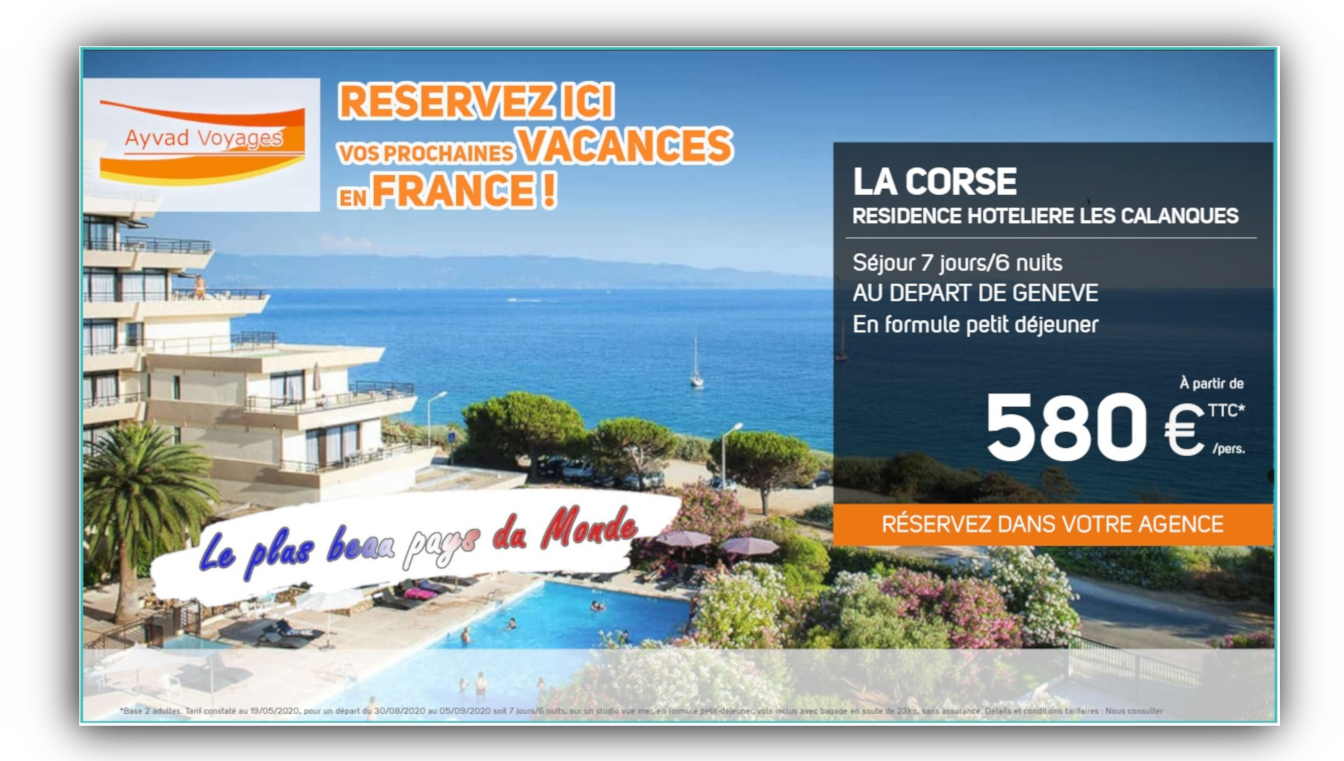 Ayvad Voyages
RESERVEZ ICI
VOS PROCHAINES VACANCES
EN FRANCE !
LA CORSE
RESIDENCE HOTELIERE LES CALANQUES
Séjour 7 jours/6 nuits
AU DEPART DE GENEVE
En formule petit déjeuner
À partir de
580 € TTC*
/pers.
RÉSERVEZ DANS VOTRE AGENCE
Le plus beau pays du Monde
*Base 2 adultes. Tarif constaté au 19/05/2020, pour un départ du 30/08/2020 au 05/09/2020 soit 7 jours/6 nuits, sur un studio vue mer, en formule petit-déjeuner, vols inclus avec bagage en soute de 23kg, sans assurance. Détails et conditions tarifaires : Nous consulter